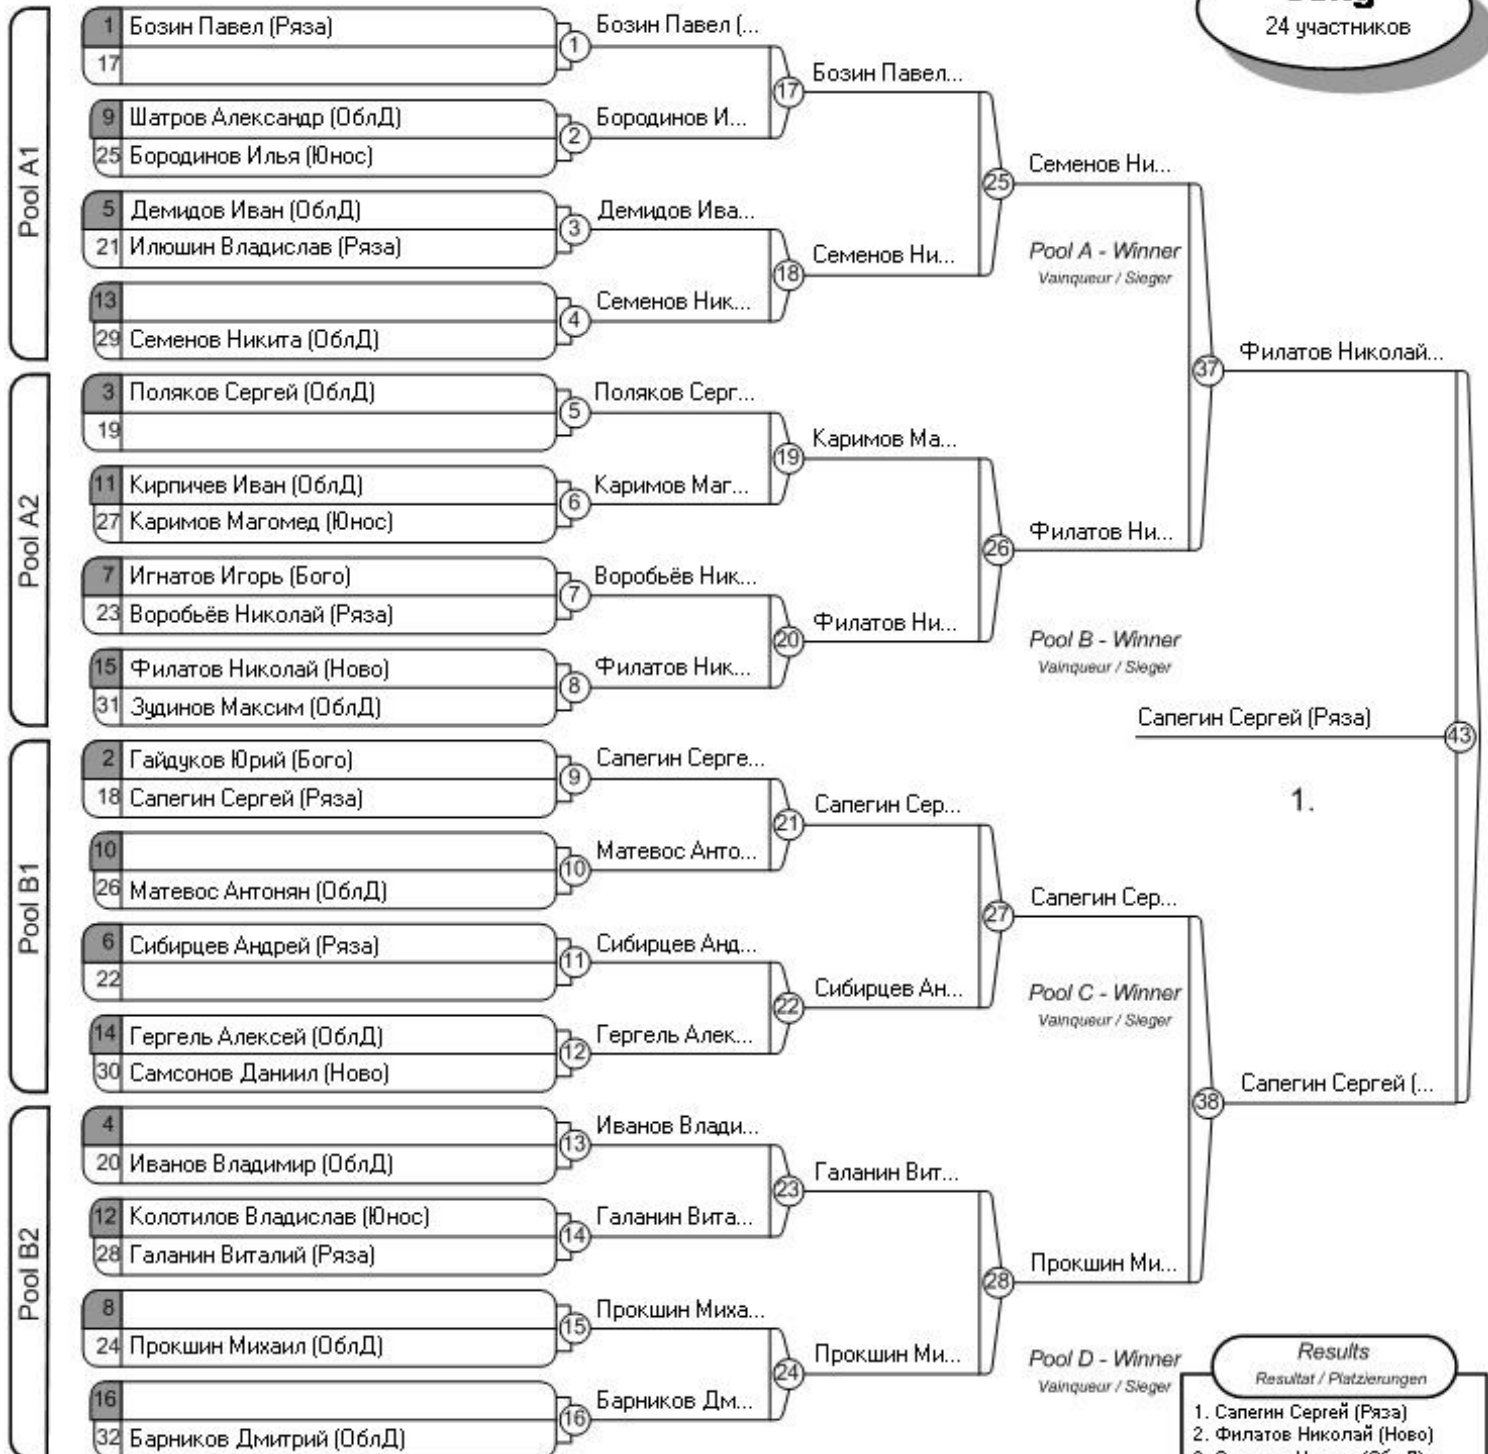 24 участников
Pool A1
1 Бозин Павел (Ряза)
17
9 Шатров Александр (ОблД)
25 Бородинов Илья (Юнос)
5 Демидов Иван (ОблД)
21 Илюшин Владислав (Ряза)
13
29 Семенов Никита (ОблД)
Pool A2
3 Поляков Сергей (ОблД)
19
11 Кирпичев Иван (ОблД)
27 Каримов Магомед (Юнос)
7 Игнатов Игорь (Бого)
23 Воробьёв Николай (Ряза)
15 Филатов Николай (Ново)
31 Зудинов Максим (ОблД)
Pool B1
2 Гайдуков Юрий (Бого)
18 Сапегин Сергей (Ряза)
10
26 Матевос Антонян (ОблД)
6 Сибирцев Андрей (Ряза)
22
14 Гергель Алексей (ОблД)
30 Самсонов Даниил (Ново)
Pool B2
4
20 Иванов Владимир (ОблД)
12 Колотилов Владислав (Юнос)
28 Галанин Виталий (Ряза)
8
24 Прокшин Михаил (ОблД)
16
32 Барников Дмитрий (ОблД)
1 Бозин Павел (...
2 Бородинов И...
3 Демидов Ива...
4 Семенов Ник...
5 Поляков Серг...
6 Каримов Маг...
7 Воробьёв Ник...
8 Филатов Ник...
9 Сапегин Серге...
10 Матевос Анто...
11 Сибирцев Анд...
12 Гергель Алек...
13 Иванов Влади...
14 Галанин Вита...
15 Прокшин Миха...
16 Барников Дм...
17 Бозин Павел...
18 Семенов Ни...
19 Каримов Ма...
20 Филатов Ни...
21 Сапегин Сер...
22 Сибирцев Ан...
23 Галанин Вит...
24 Прокшин Ми...
25 Семенов Ни...
Pool A - Winner
Vainqueur / Sieger
26 Филатов Ни...
Pool B - Winner
Vainqueur / Sieger
27 Сапегин Сер...
Pool C - Winner
Vainqueur / Sieger
28 Прокшин Ми...
Pool D - Winner
Vainqueur / Sieger
37 Филатов Николай...
38 Сапегин Сергей (...
Сапегин Сергей (Ряза) 43
1.
Results
Resultat / Platzierungen
1. Сапегин Сергей (Ряза)
2. Филатов Николай (Ново)